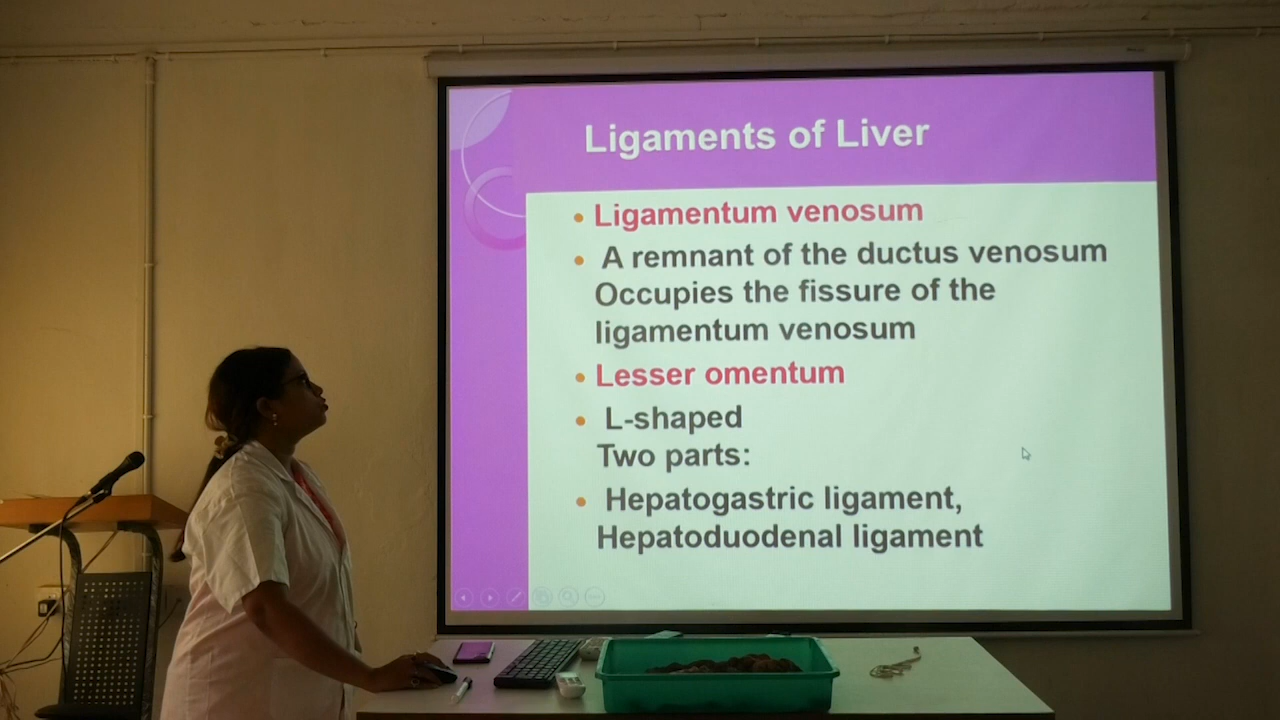 Ligaments of Liver
• Ligamentum venosum
• A remnant of the ductus venosum
Occupies the fissure of the
ligamentum venosum
• Lesser omentum
• L-shaped
Two parts:
• Hepatogastric ligament,
Hepatoduodenal ligament